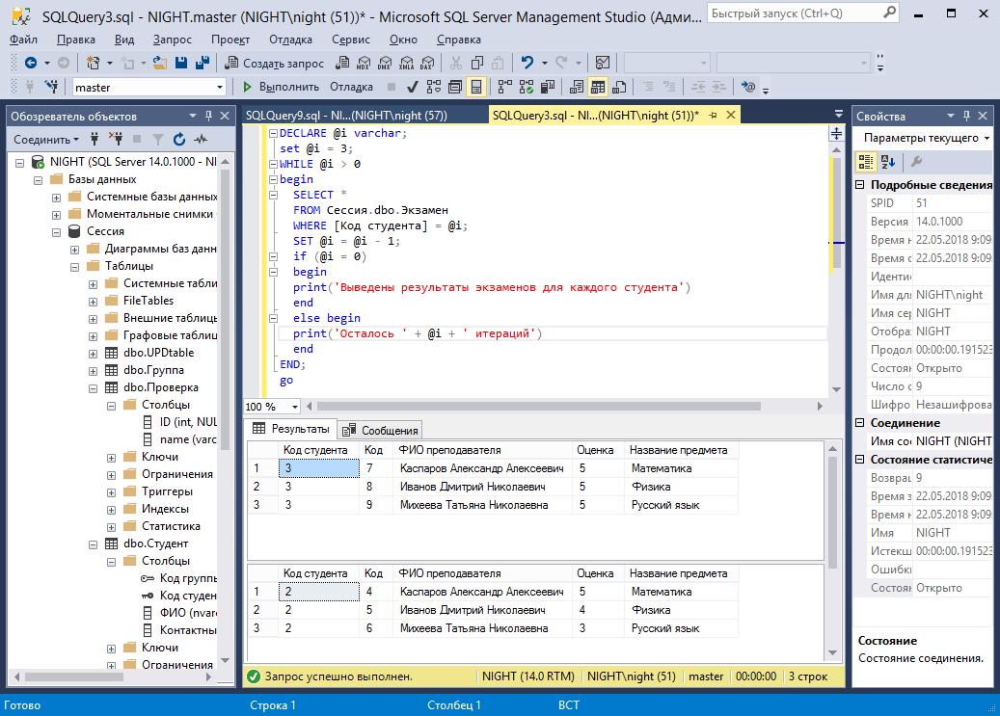 SQLQuery3.sql - NIGHT.master (NIGHT\night (51))* - Microsoft SQL Server Management Studio (Адми...
Быстрый запуск (Ctrl+Q)
Файл Правка Вид Запрос Проект Отладка Сервис Окно Справка
Создать запрос MDX DMX XMLA DAX
master Выполнить Отладка
Обозреватель объектов
Соединить
NIGHT (SQL Server 14.0.1000 - NI
Базы данных
Системные базы данных
Моментальные снимки
Сессия
Диаграммы баз данн
Таблицы
Системные табли
FileTables
Внешние таблиць
Графовые таблиц
dbo.UPDtable
dbo.Группа
dbo.Проверка
Столбцы
ID (int, NUL
name (varc
Ключи
Ограничения
Триггеры
Индексы
Статистика
dbo.Студент
Столбцы
Код группь
Код студен
ФИО (nvar
Контактны
Ключи
Ограничения
SQLQuery9.sql - NI...(NIGHT\night (57))
SQLQuery3.sql - NI...(NIGHT\night (51))*
DECLARE @i varchar;
set @i = 3;
WHILE @i > 0
begin
SELECT *
FROM Сессия.dbo.Экзамен
WHERE [Код студента] = @i;
SET @i = @i - 1;
if (@i = 0)
begin
print('Выведены результаты экзаменов для каждого студента')
end
else begin
print('Осталось ' + @i + ' итераций')
end
END;
go
100 %
Результаты Сообщения
Код студента Код ФИО преподавателя Оценка Название предмета
1 3 7 Каспаров Александр Алексеевич 5 Математика
2 3 8 Иванов Дмитрий Николаевич 5 Физика
3 3 9 Михеева Татьяна Николаевна 5 Русский язык
Код студента Код ФИО преподавателя Оценка Название предмета
1 2 4 Каспаров Александр Алексеевич 5 Математика
2 2 5 Иванов Дмитрий Николаевич 4 Физика
3 2 6 Михеева Татьяна Николаевна 3 Русский язык
Запрос успешно выполнен. NIGHT (14.0 RTM) NIGHT\night (51) master 00:00:00 3 строк
Свойства
Параметры текущего
Подробные сведения
SPID 51
Версия 14.0.1000
Время н 22.05.2018 9:09
Время с 22.05.2018 9:09
Иденти
Имя для NIGHT\night
Имя сер NIGHT
Отобра NIGHT
Продол 00:00:00.191523
Состоян Открыто
Число с 9
Шифро Незашифрова
Соединение
Имя сое NIGHT (NIGHT
Состояние статистиче
Возвращ 9
Время з 22.05.2018 9:09
Время н 22.05.2018 9:09
Имя NIGHT
Истекш 00:00:00.191523
Ошибки
Состоян Открыто
Состояние
Состояние соединения.
Готово Строка 1 Столбец 1 ВСТ